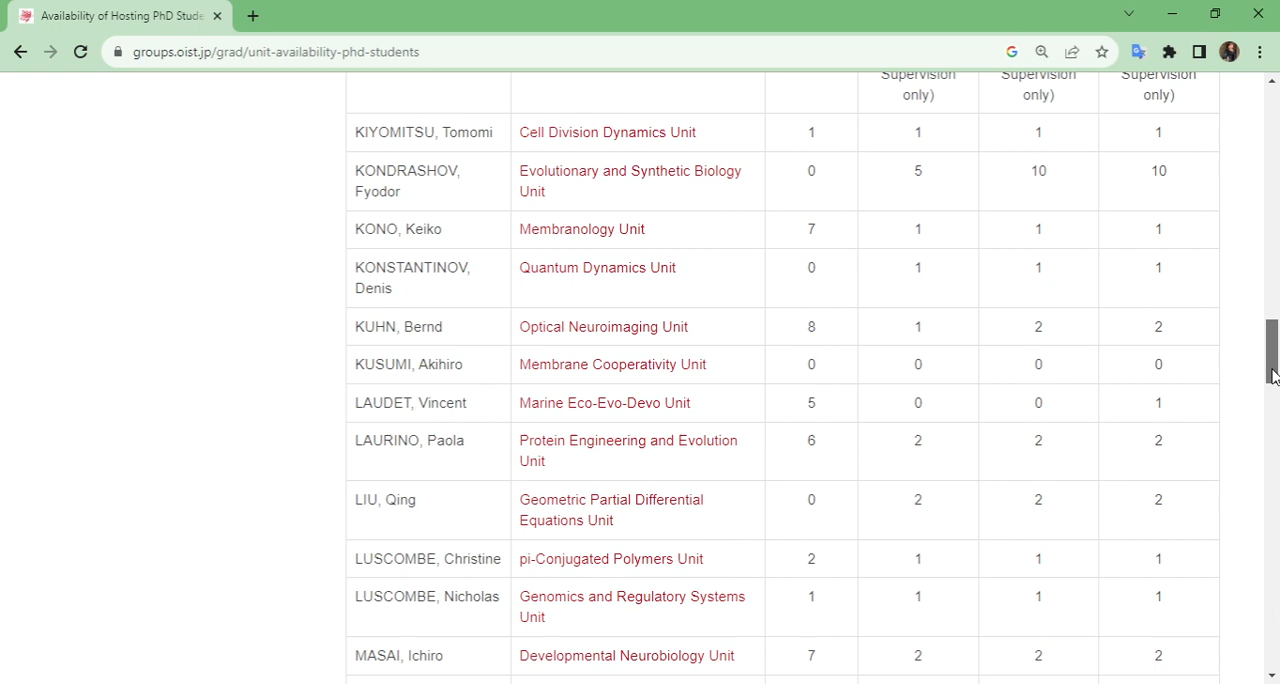 Availability of Hosting PhD Stude
groups.oist.jp/grad/unit-availability-phd-students
Supervision Supervision Supervision
only) only) only)
KIYOMITSU, Tomomi Cell Division Dynamics Unit 1 1 1 1
KONDRASHOV, Evolutionary and Synthetic Biology 0 5 10 10
Fyodor Unit
KONO, Keiko Membranology Unit 7 1 1 1
KONSTANTINOV, Quantum Dynamics Unit 0 1 1 1
Denis
KUHN, Bernd Optical Neuroimaging Unit 8 1 2 2
KUSUMI, Akihiro Membrane Cooperativity Unit 0 0 0 0
LAUDET, Vincent Marine Eco-Evo-Devo Unit 5 0 0 1
LAURINO, Paola Protein Engineering and Evolution 6 2 2 2
Unit
LIU, Qing Geometric Partial Differential 0 2 2 2
Equations Unit
LUSCOMBE, Christine pi-Conjugated Polymers Unit 2 1 1 1
LUSCOMBE, Nicholas Genomics and Regulatory Systems 1 1 1 1
Unit
MASAI, Ichiro Developmental Neurobiology Unit 7 2 2 2